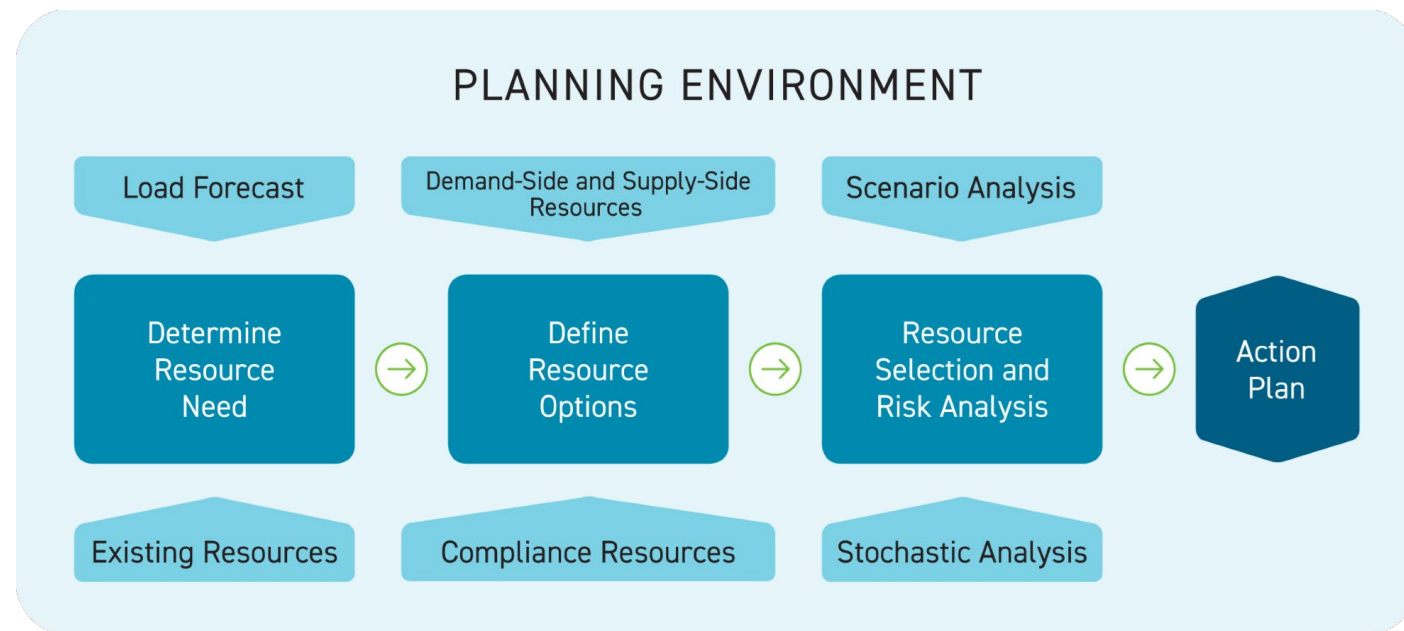 PLANNING ENVIRONMENT
Load Forecast
Demand-Side and Supply-Side
Resources
Scenario Analysis
Determine
Resource
Need
Define
Resource
Options
Resource
Selection and
Risk Analysis
Action
Plan
Existing Resources
Compliance Resources
Stochastic Analysis